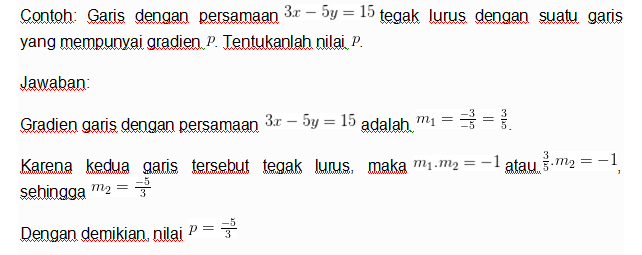 Contoh: Garis dengan persamaan 3x − 5y = 15 tegak lurus dengan suatu garis
yang mempunyai gradien p. Tentukanlah nilai p.
Jawaban:
Gradien garis dengan persamaan 3x − 5y = 15 adalah m₁ = −3/−5 = 3/5.
Karena kedua garis tersebut tegak lurus, maka m₁.m₂ = −1 atau 3/5.m₂ = −1,
sehingga m₂ = −5/3
Dengan demikian, nilai p = −5/3